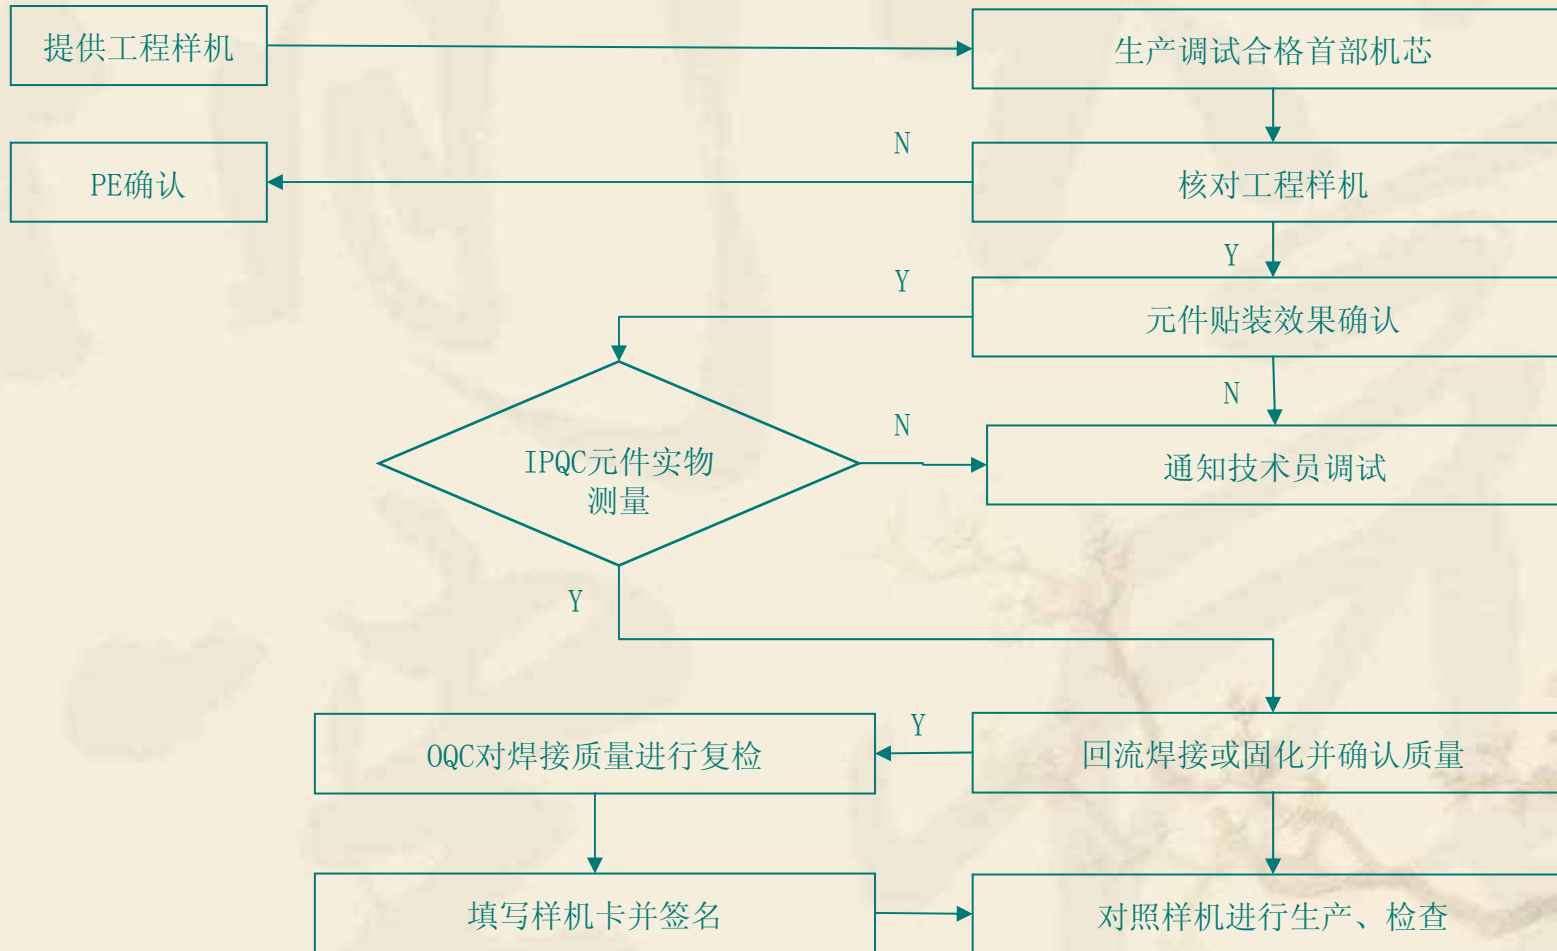 提供工程样机
生产调试合格首部机芯
N
PE确认
核对工程样机
Y
Y
元件贴装效果确认
N
N
IPQC元件实物
测量
通知技术员调试
Y
Y
OQC对焊接质量进行复检
回流焊接或固化并确认质量
填写样机卡并签名
对照样机进行生产、检查